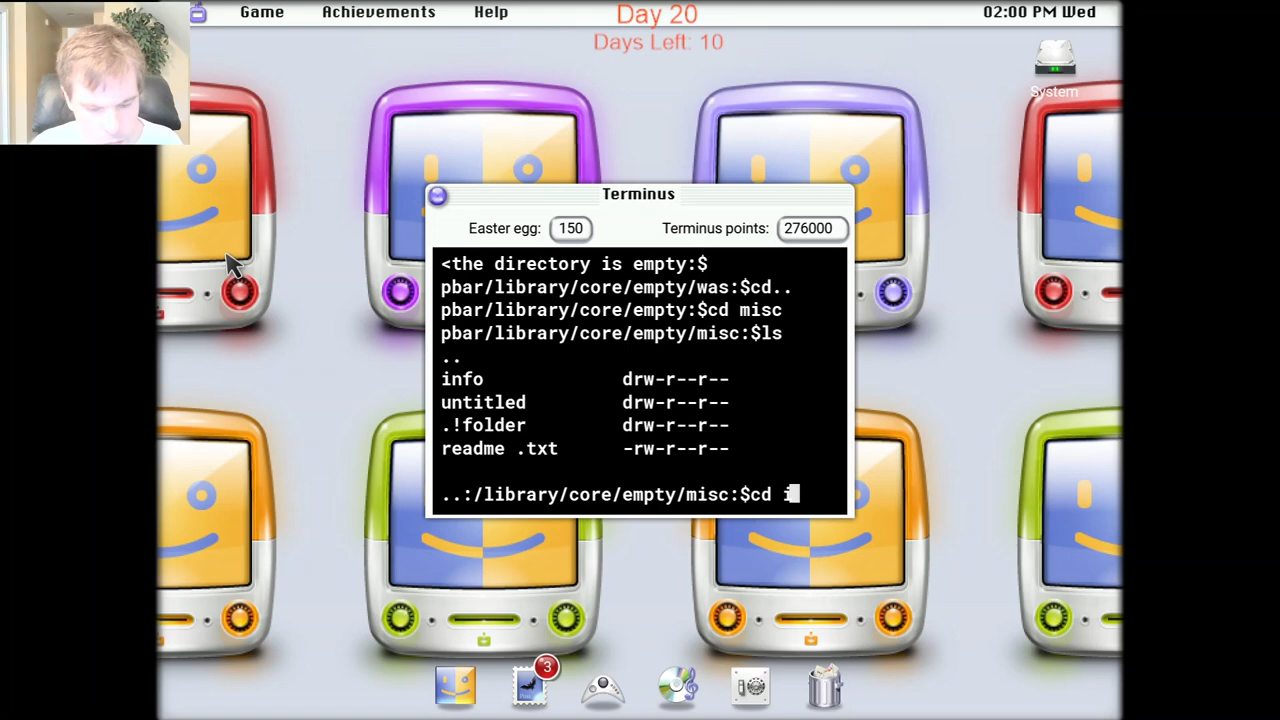 Game Achievements Help Day 20 02:00 PM Wed
Days Left: 10
System
Terminus
Easter egg: 150 Terminus points: 276000
<the directory is empty:$
pbar/library/core/empty/was:$cd..
pbar/library/core/empty:$cd misc
pbar/library/core/empty/misc:$ls
..
info drw-r--r--
untitled drw-r--r--
.!folder drw-r--r--
readme .txt -rw-r--r--
..:/library/core/empty/misc:$cd i
3